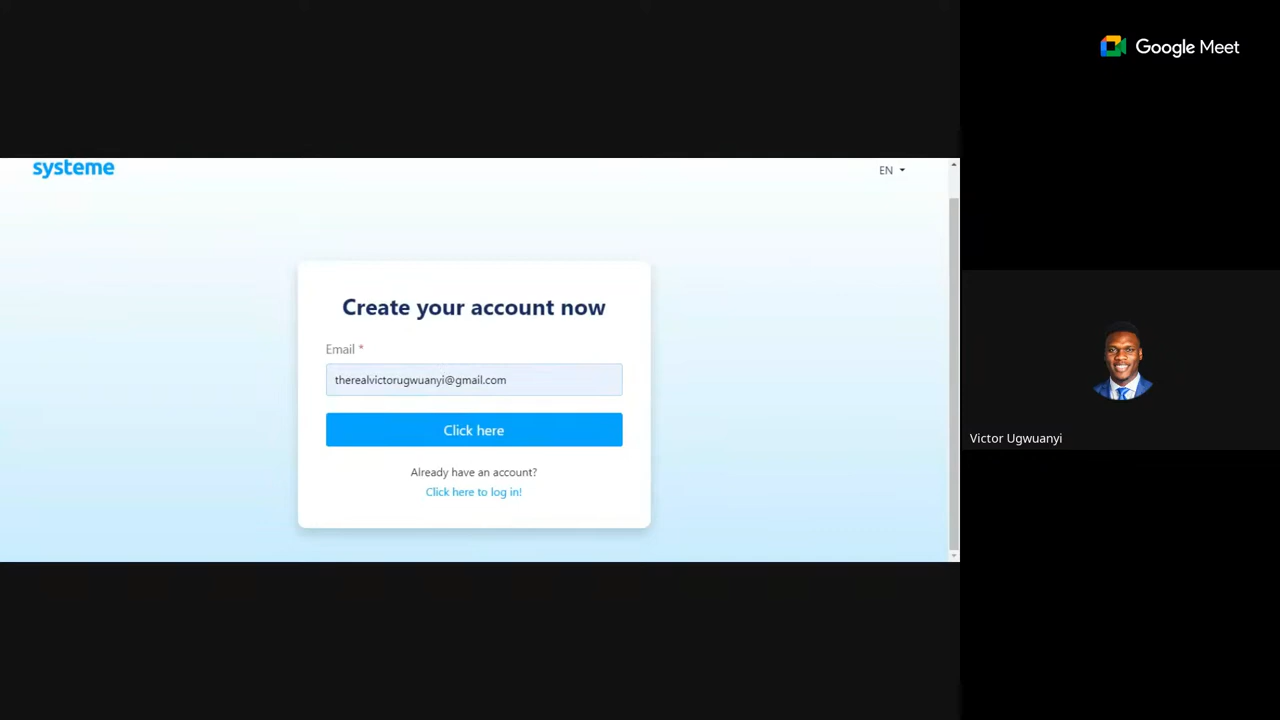 Google Meet
systeme
EN
Create your account now
Email *
therealvictorugwuanyi@gmail.com
Click here
Already have an account?
Click here to log in!
Victor Ugwuanyi